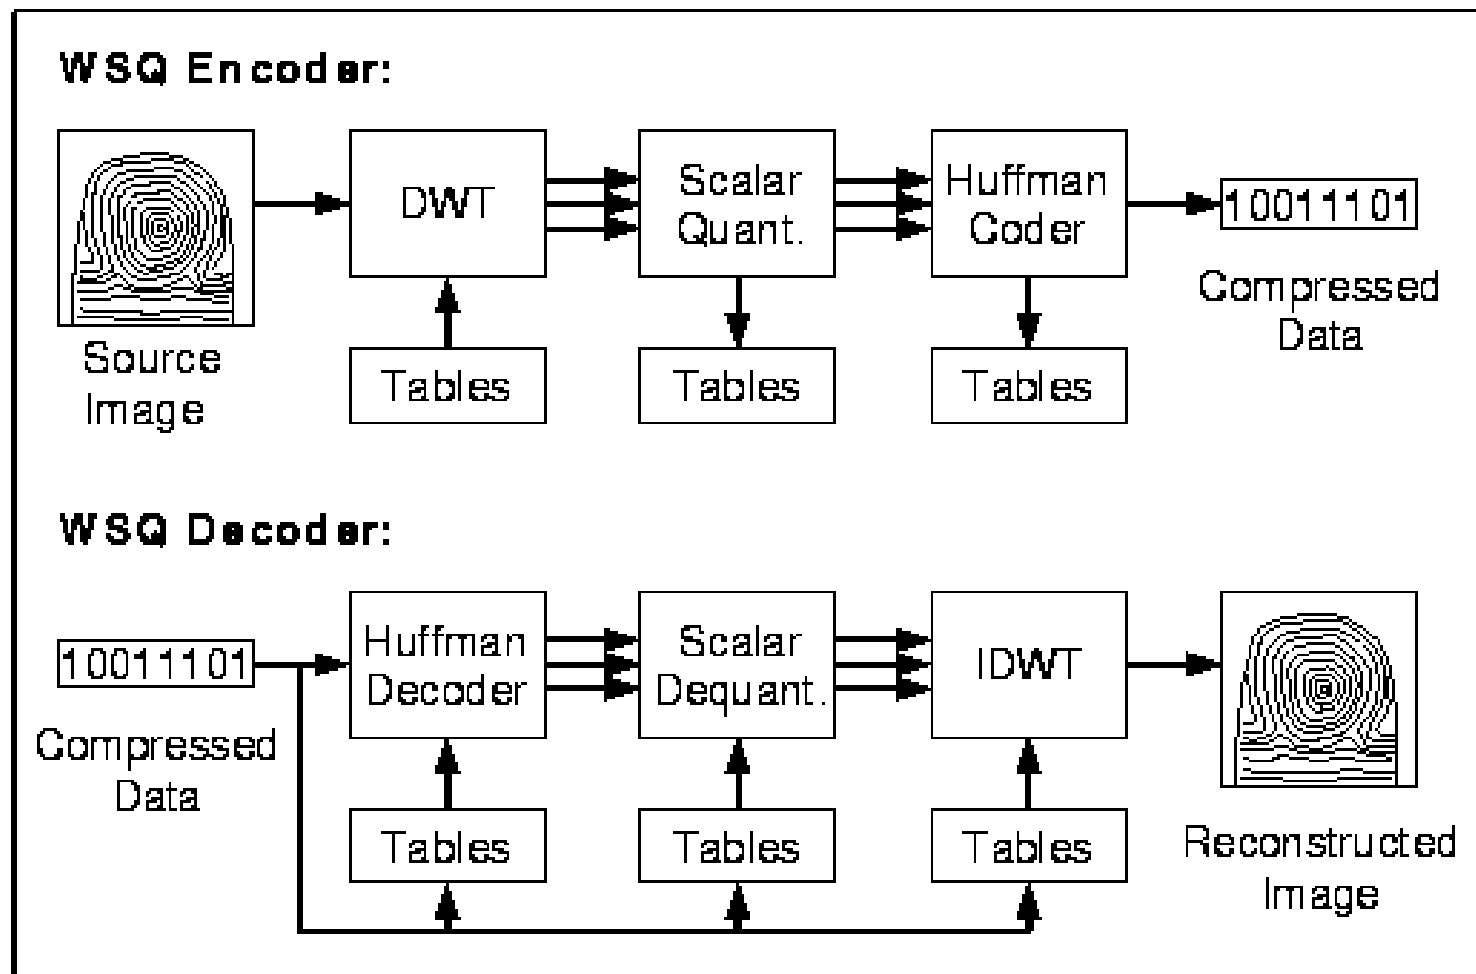 WSQ Encoder:
DWT
Scalar
Quant.
Huffman
Coder
10011101
Compressed
Data
Source
Image
Tables
Tables
Tables
WSQ Decoder:
10011101
Compressed
Data
Huffman
Decoder
Scalar
Dequant.
IDWT
Tables
Tables
Tables
Reconstructed
Image